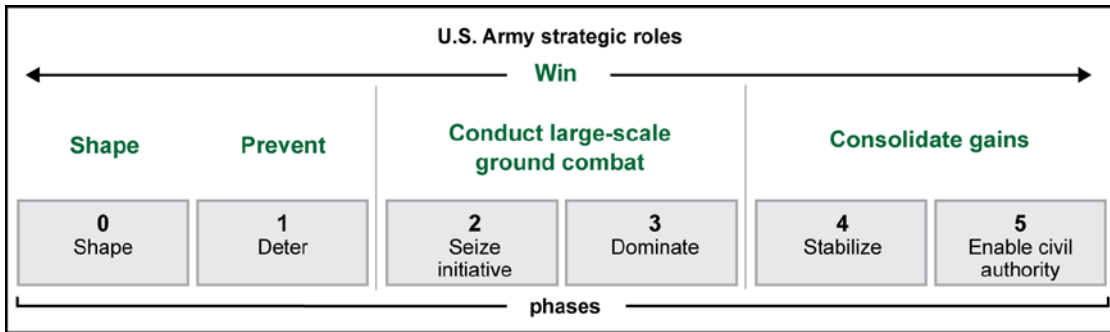 U.S. Army strategic roles
Win
Shape
Prevent
Conduct large-scale
ground combat
Consolidate gains
0
Shape
1
Deter
2
Seize
initiative
3
Dominate
4
Stabilize
5
Enable civil
authority
phases